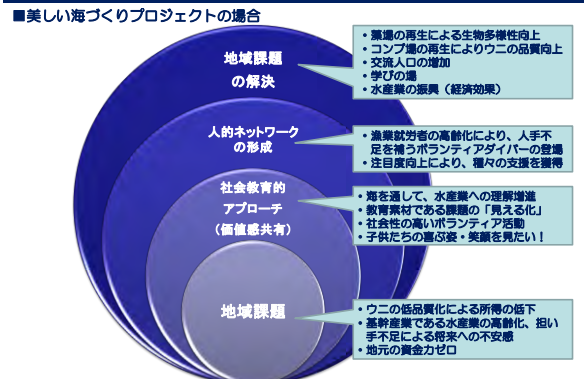 ■美しい海づくりプロジェクトの場合
地域課題
の解決
・藻場の再生による生物多様性向上
・コンブ場の再生によりウニの品質向上
・交流人口の増加
・学びの場
・水産業の振興(経済効果)
人的ネットワーク
の形成
・漁業就労者の高齢化により、人手不
足を補うボランティアダイバーの登場
・注目度向上により、種々の支援を獲得
社会教育的
アプローチ
(価値感共有)
・海を通して、水産業への理解増進
・教育素材である課題の「見える化」
・社会性の高いボランティア活動
・子供たちの喜ぶ姿・笑顔を見たい!
地域課題
・ウニの低品質化による所得の低下
・基幹産業である水産業の高齢化、担い
手不足による将来への不安感
・地元の資金力ゼロ